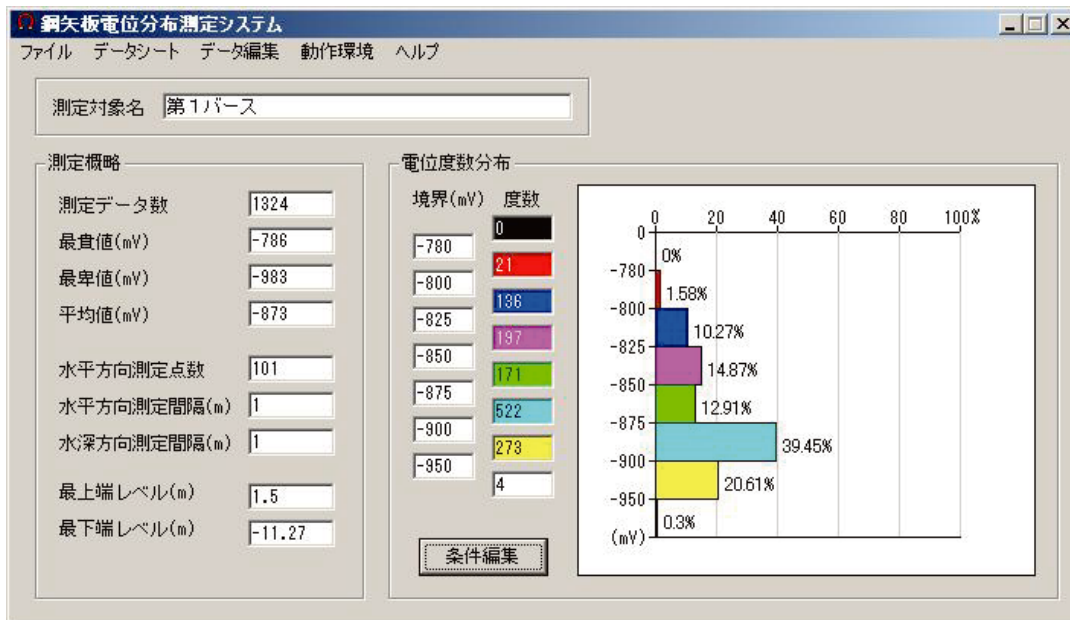 鋼矢板電位分布測定システム
ファイル データシート データ編集 動作環境 ヘルプ
測定対象名 第1バース
測定概略
測定データ数 1324
最貴値(mV) -786
最卑値(mV) -983
平均値(mV) -873
水平方向測定点数 101
水平方向測定間隔(m) 1
水深方向測定間隔(m) 1
最上端レベル(m) 1.5
最下端レベル(m) -11.27
電位度数分布
境界(mV) 度数
0
-780
21
-800
136
-825
197
-850
171
-875
522
-900
273
-950
4
条件編集
0 20 40 60 80 100%
0
0%
-780
1.58%
-800
10.27%
-825
14.87%
-850
12.91%
-875
39.45%
-900
20.61%
-950
0.3%
(mV)